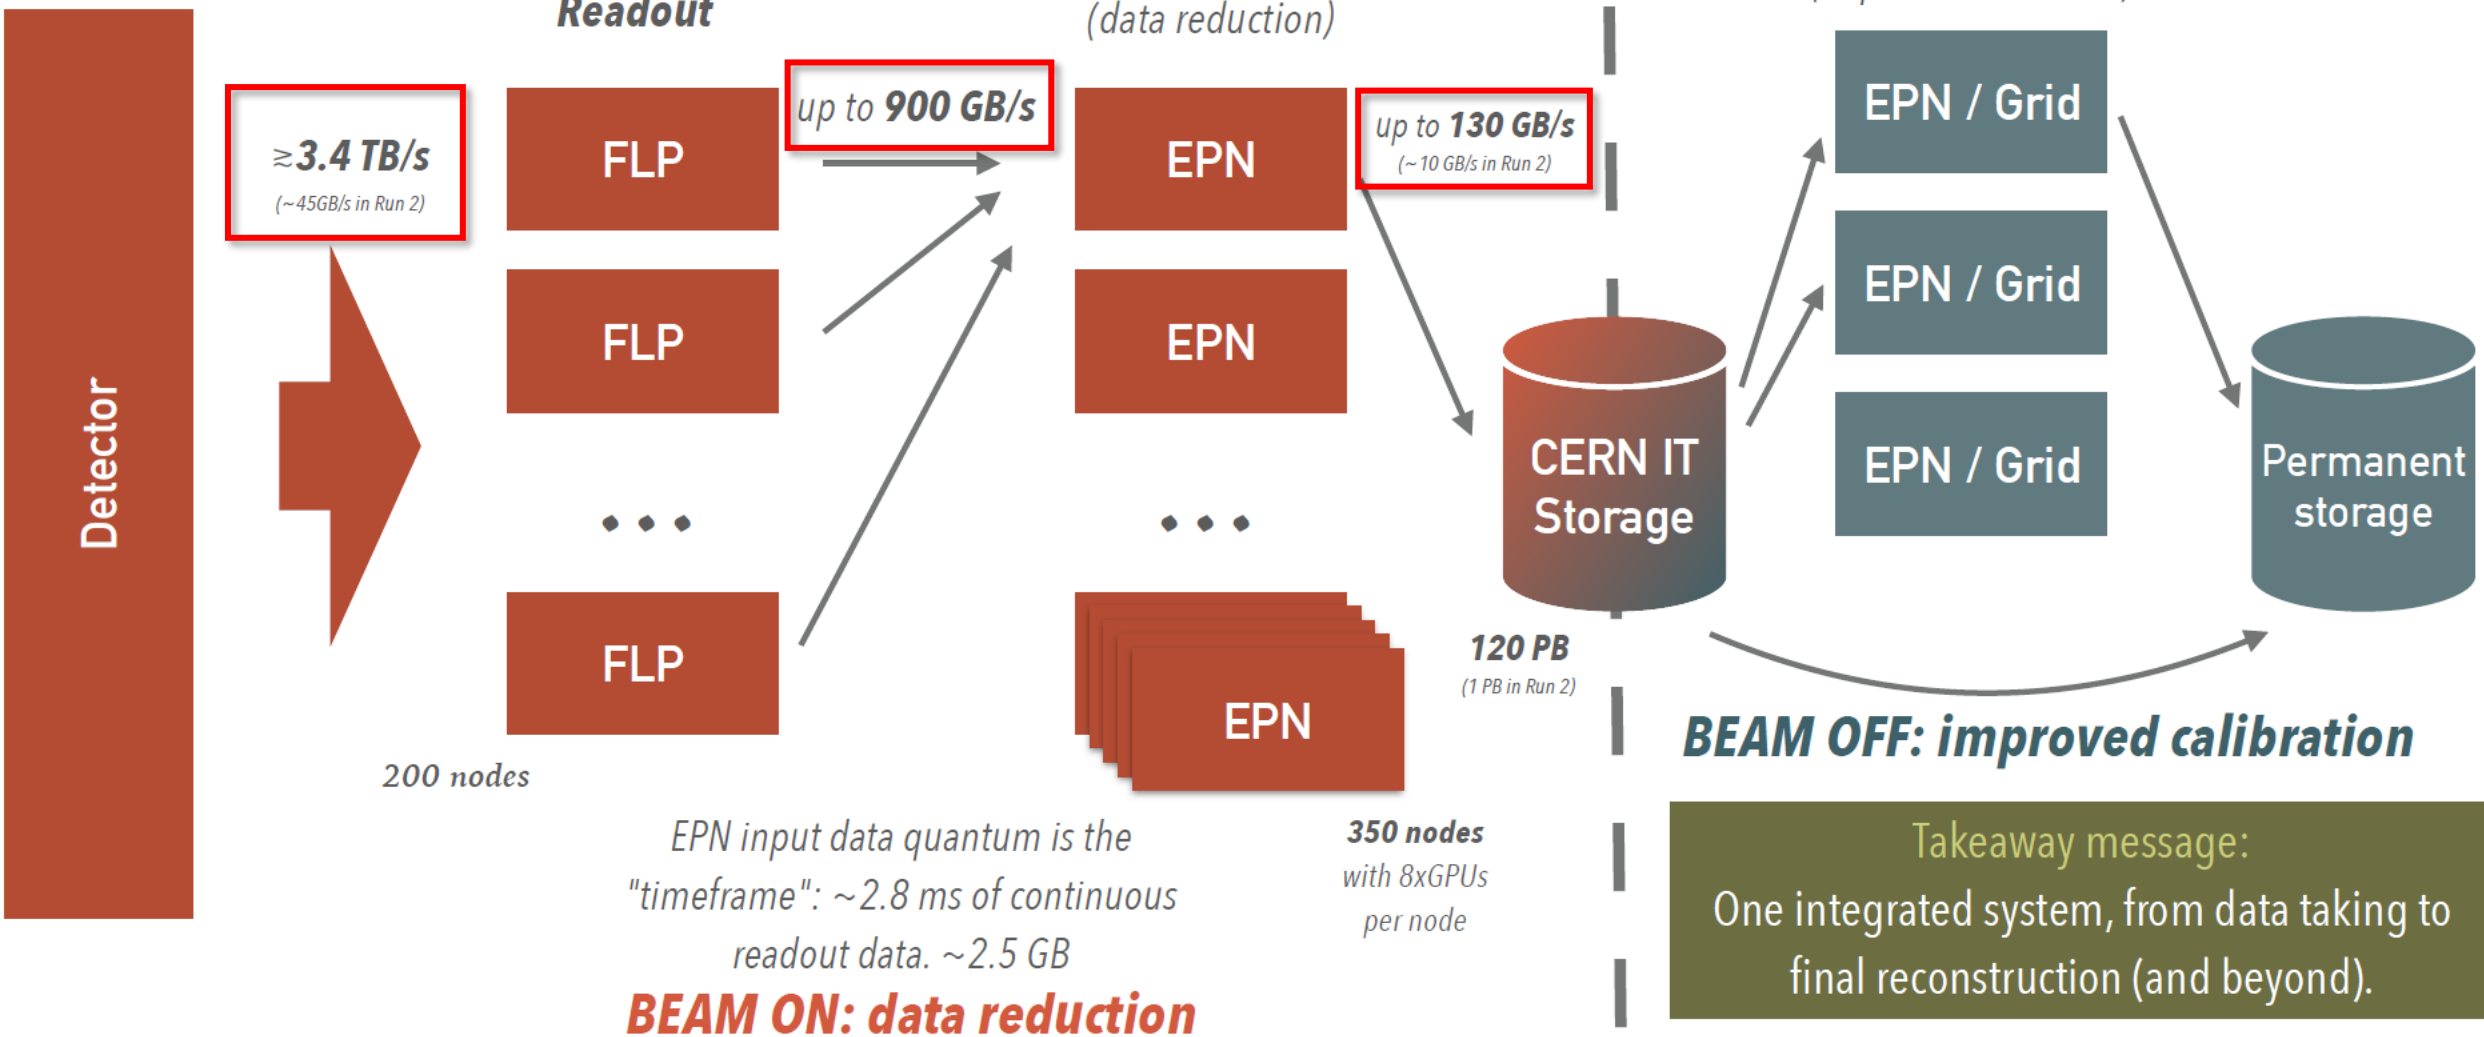 Readout
(data reduction)
Detector
≳3.4 TB/s
(~45GB/s in Run 2)
FLP
FLP
• • •
FLP
200 nodes
up to 900 GB/s
EPN
EPN
• • •
EPN
350 nodes
with 8xGPUs
per node
up to 130 GB/s
(~10 GB/s in Run 2)
CERN IT
Storage
120 PB
(1 PB in Run 2)
EPN / Grid
EPN / Grid
EPN / Grid
Permanent
storage
EPN input data quantum is the
"timeframe": ~2.8 ms of continuous
readout data. ~2.5 GB
BEAM ON: data reduction
BEAM OFF: improved calibration
Takeaway message:
One integrated system, from data taking to
final reconstruction (and beyond).